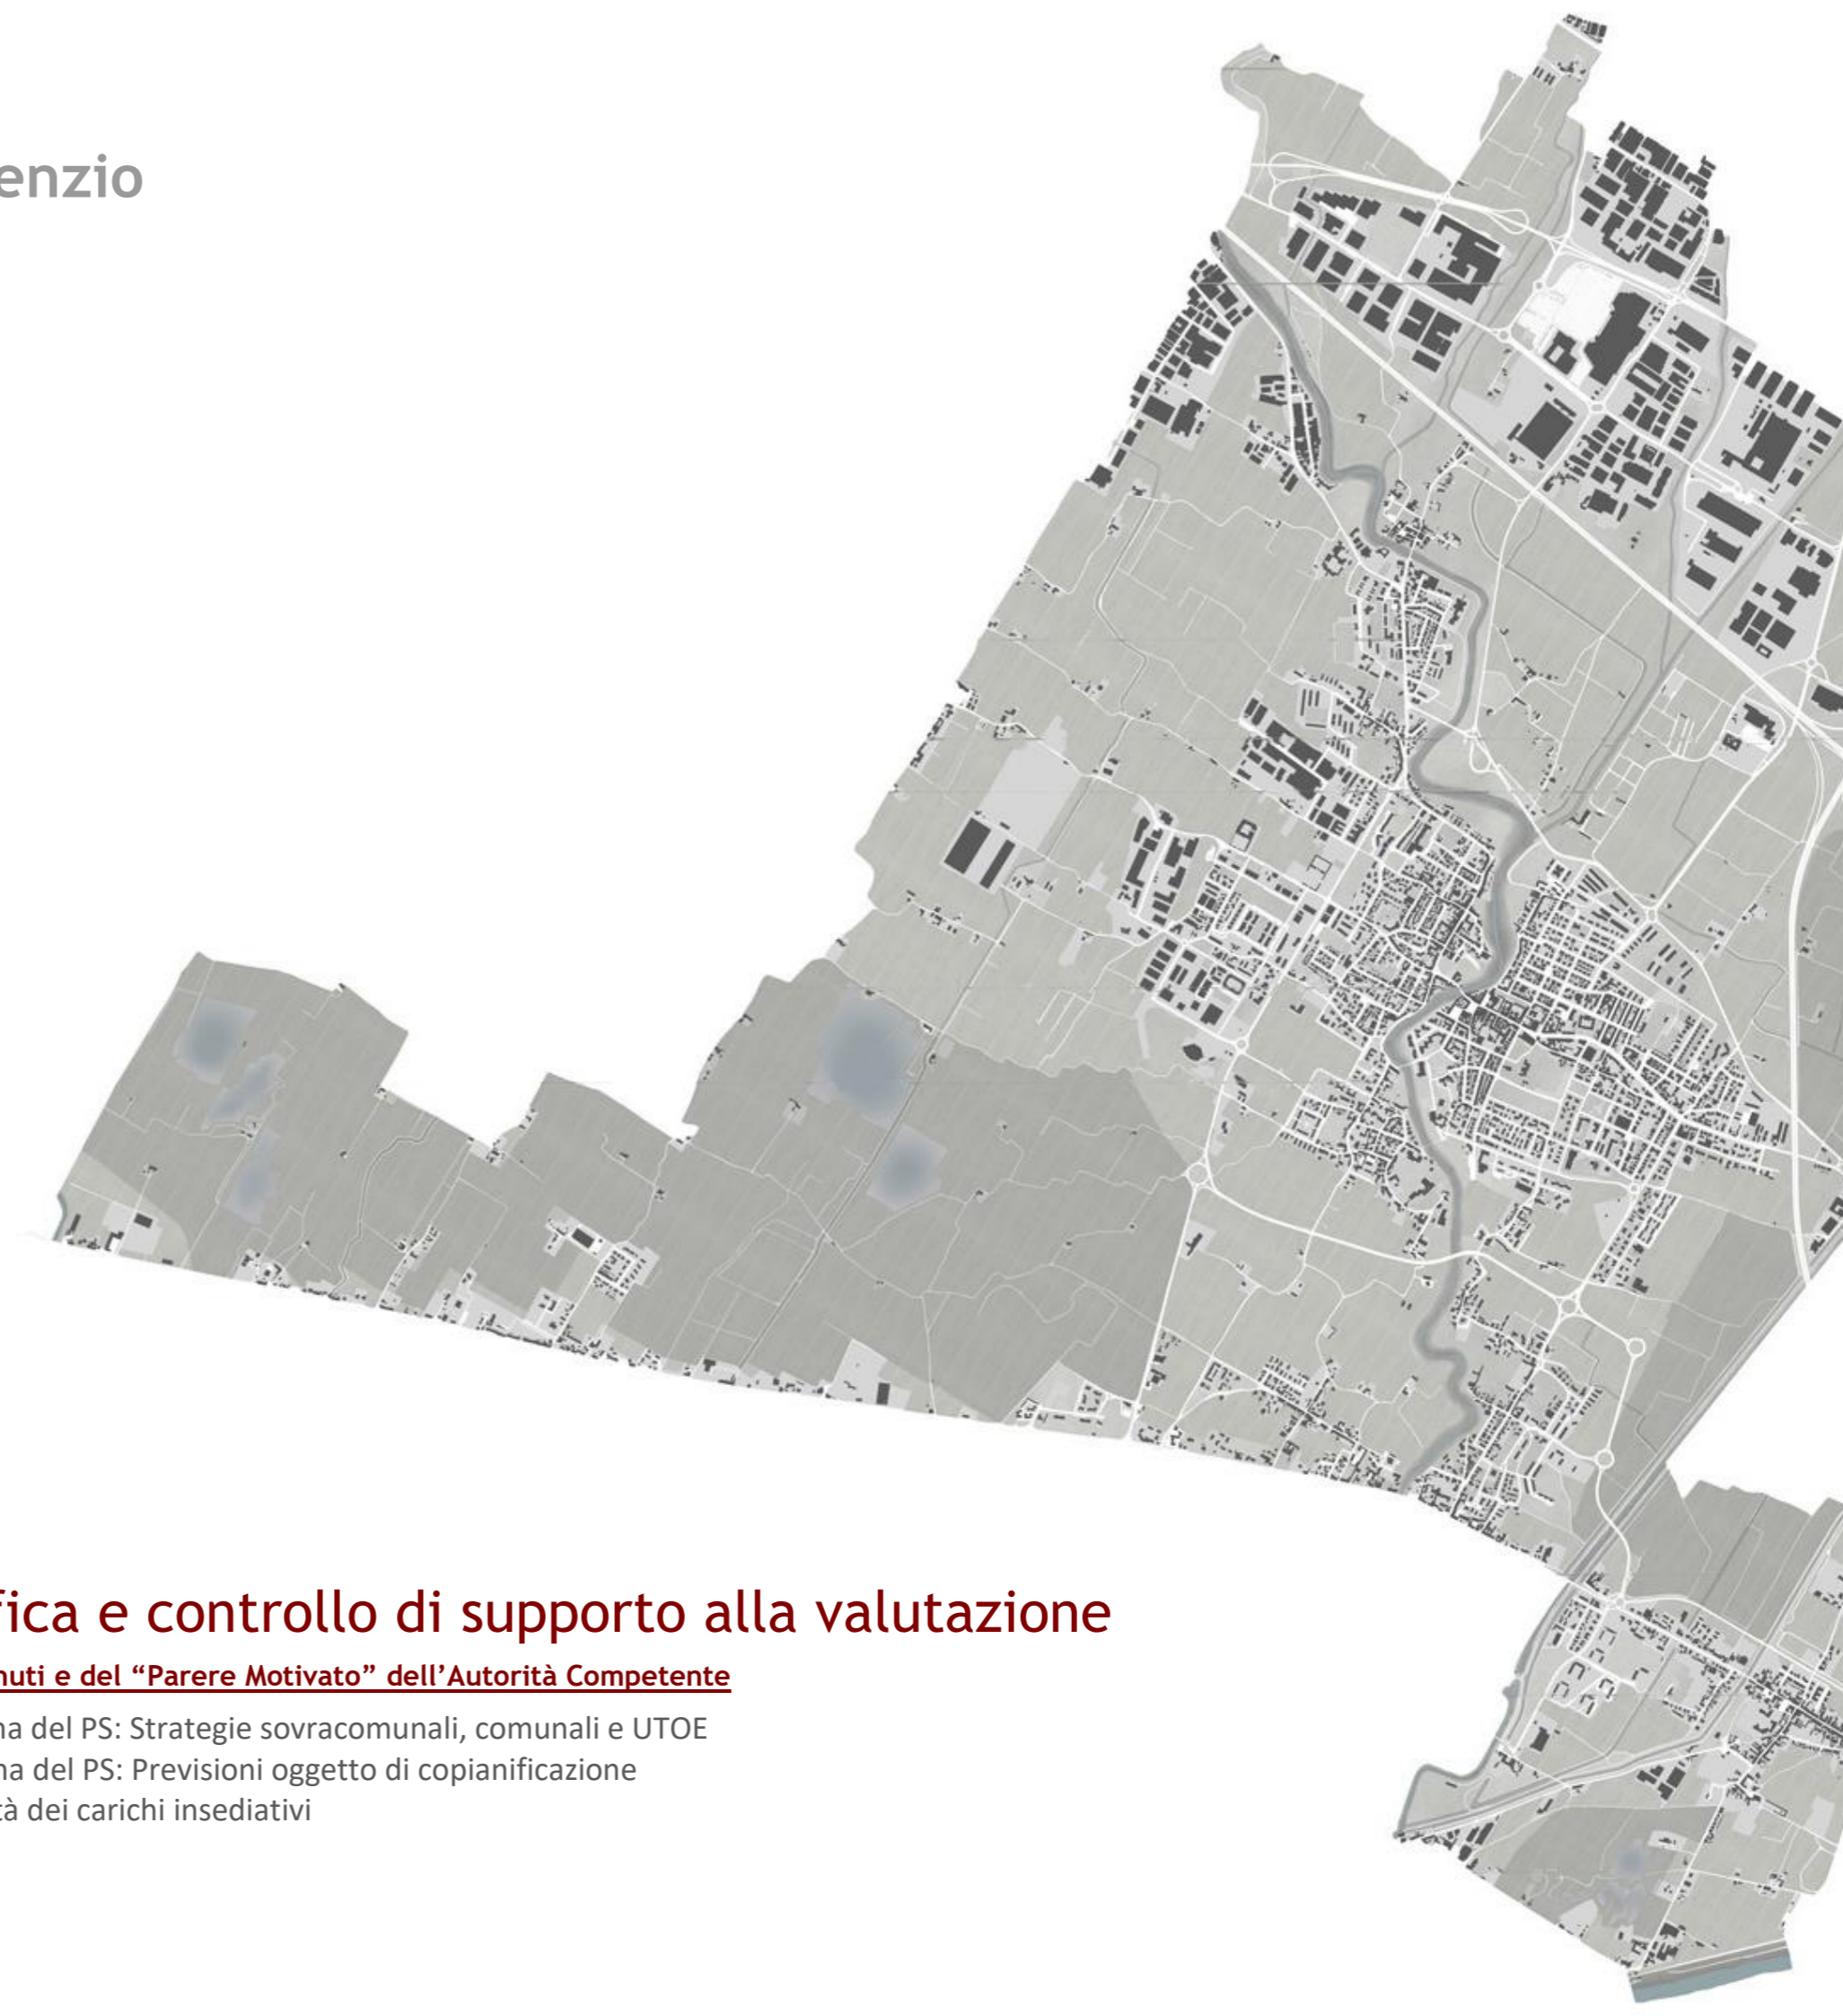 enzio
fica e controllo di supporto alla valutazione
nuti e del “Parere Motivato” dell’Autorità Competente
na del PS: Strategie sovracomunali, comunali e UTOE
na del PS: Previsioni oggetto di copianificazione
tà dei carichi insediativi